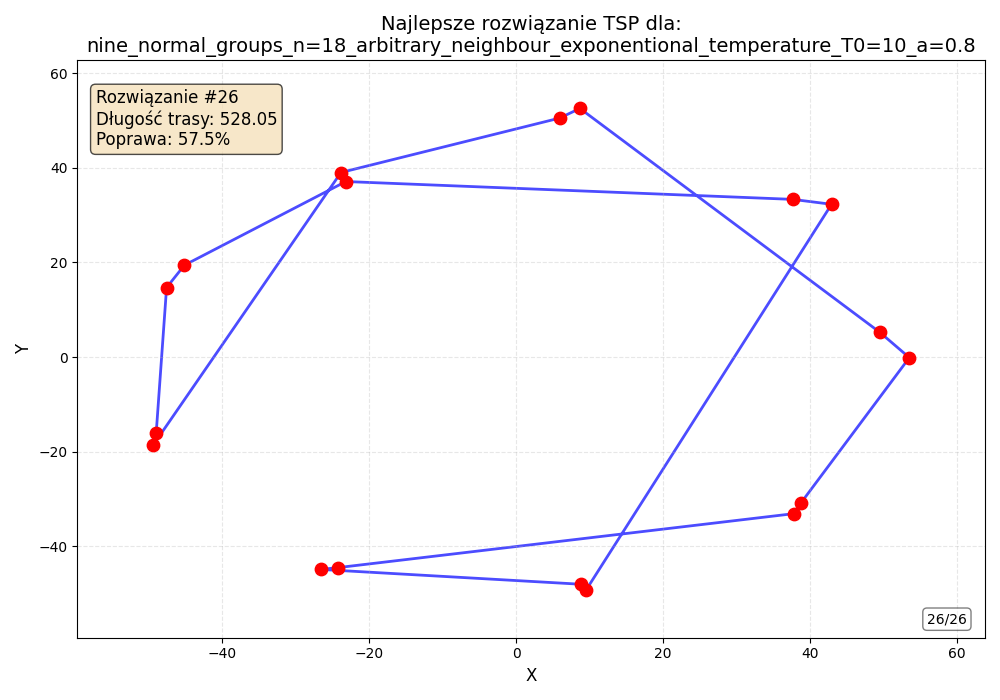 Najlepsze rozwiązanie TSP dla:
nine_normal_groups_n=18_arbitrary_neighbour_exponentional_temperature_T0=10_a=0.8
Rozwiązanie #26
Długość trasy: 528.05
Poprawa: 57.5%
60
40
20
0
−20
−40
Y
26/26
−40
−20
0
20
40
60
X